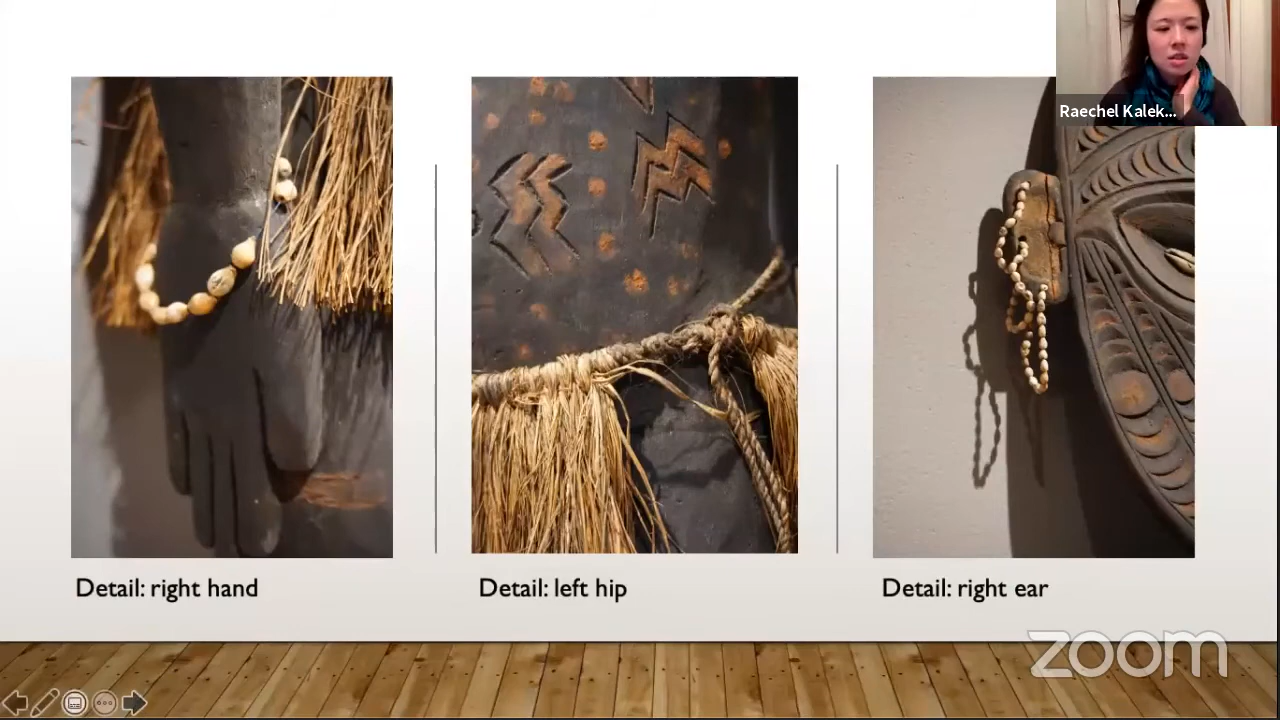 Raechel Kalek...
Detail: right hand
Detail: left hip
Detail: right ear
zoom